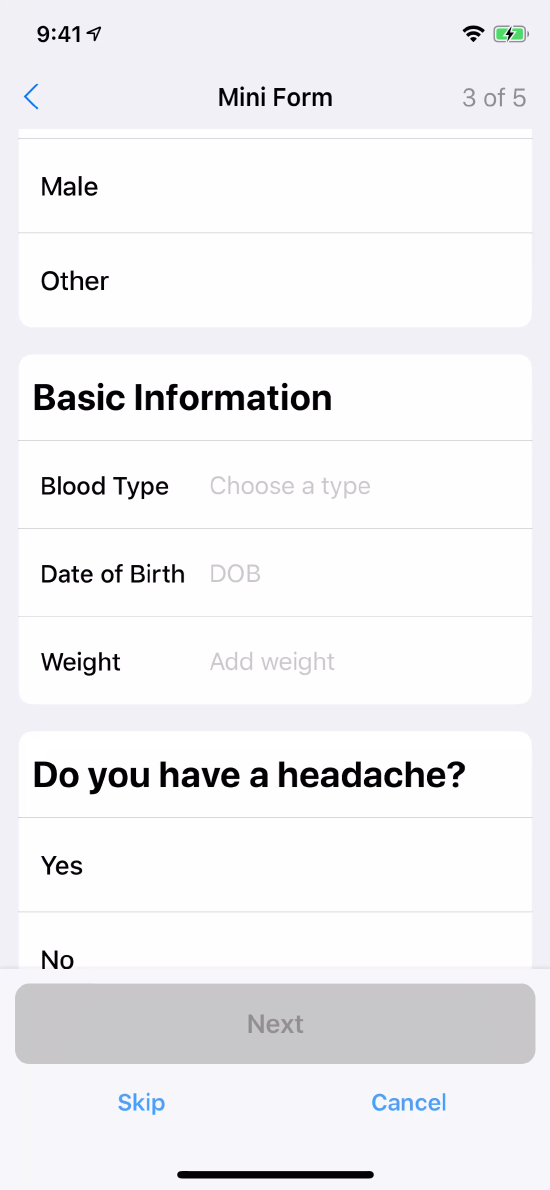 9:41
Mini Form
3 of 5
Male
Other
Basic Information
Blood Type Choose a type
Date of Birth DOB
Weight Add weight
Do you have a headache?
Yes
No
Next
Skip Cancel